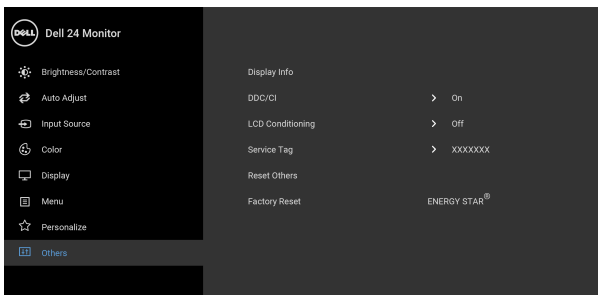 DELL Dell 24 Monitor
Brightness/Contrast
Auto Adjust
Input Source
Color
Display
Menu
Personalize
Others
Display Info
DDC/CI > On
LCD Conditioning > Off
Service Tag > XXXXXXX
Reset Others
Factory Reset ENERGY STAR®